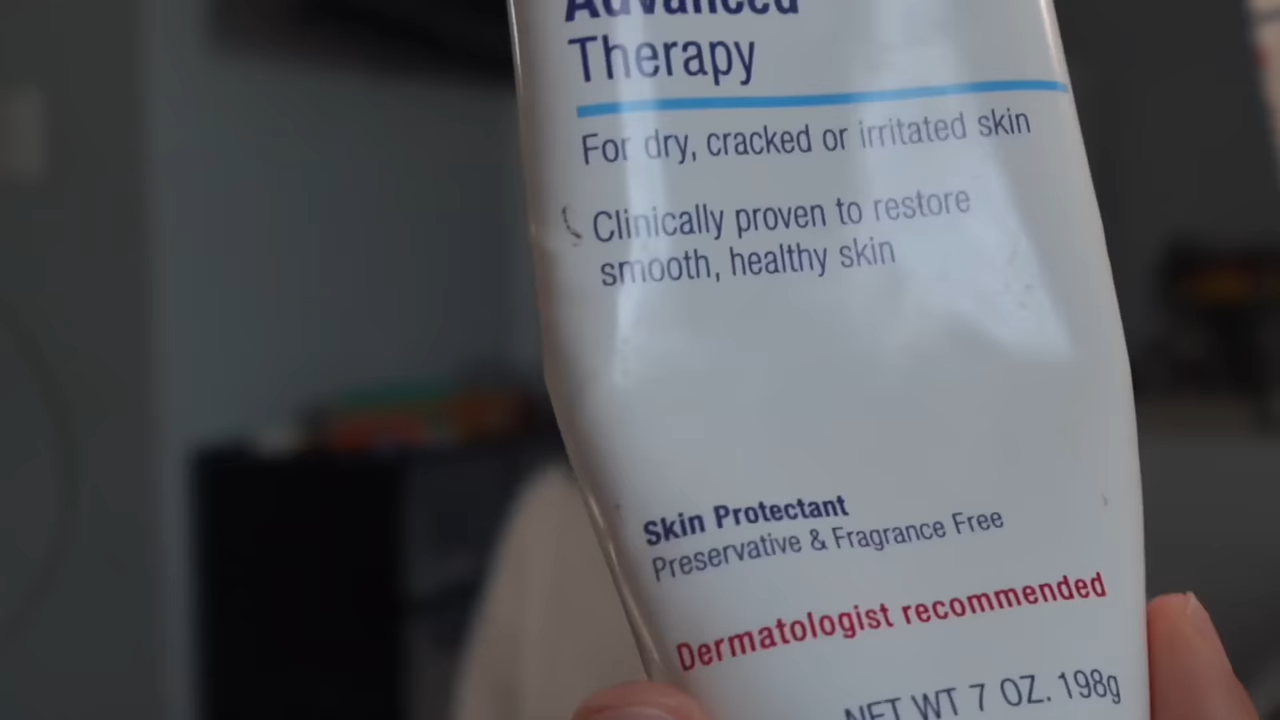 Advanced
Therapy
For dry, cracked or irritated skin
Clinically proven to restore
smooth, healthy skin
Skin Protectant
Preservative & Fragrance Free
Dermatologist recommended
NET WT 7 OZ. 198g